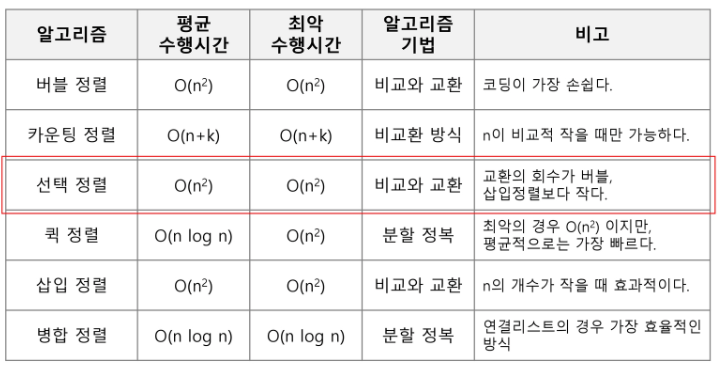 알고리즘
평균
수행시간
최악
수행시간
알고리즘
기법
비고
버블 정렬
O(n²)
O(n²)
비교와 교환
코딩이 가장 손쉽다.
카운팅 정렬
O(n+k)
O(n+k)
비교환 방식
n이 비교적 작을 때만 가능하다.
선택 정렬
O(n²)
O(n²)
비교와 교환
교환의 회수가 버블,
삽입정렬보다 작다.
퀵 정렬
O(n log n)
O(n²)
분할 정복
최악의 경우 O(n²) 이지만,
평균적으로는 가장 빠르다.
삽입 정렬
O(n²)
O(n²)
비교와 교환
n의 개수가 작을 때 효과적이다.
병합 정렬
O(n log n)
O(n log n)
분할 정복
연결리스트의 경우 가장 효율적인
방식